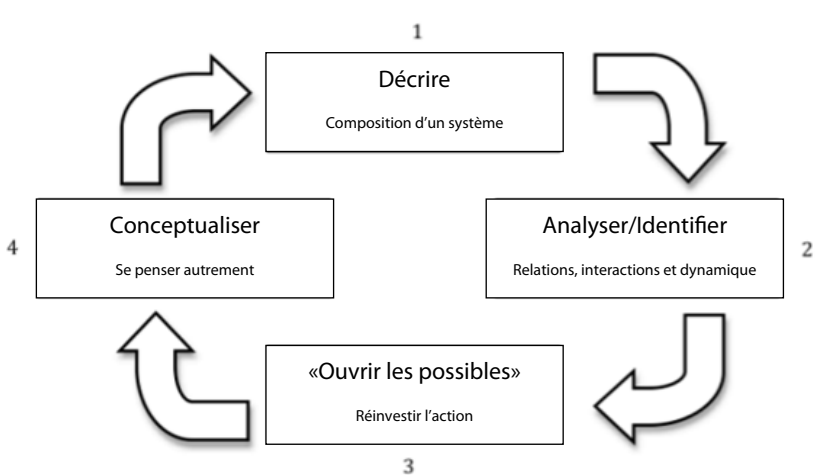 1
Décrire
Composition d'un système
2
Analyser/Identifier
Relations, interactions et dynamique
3
«Ouvrir les possibles»
Réinvestir l'action
4
Conceptualiser
Se penser autrement